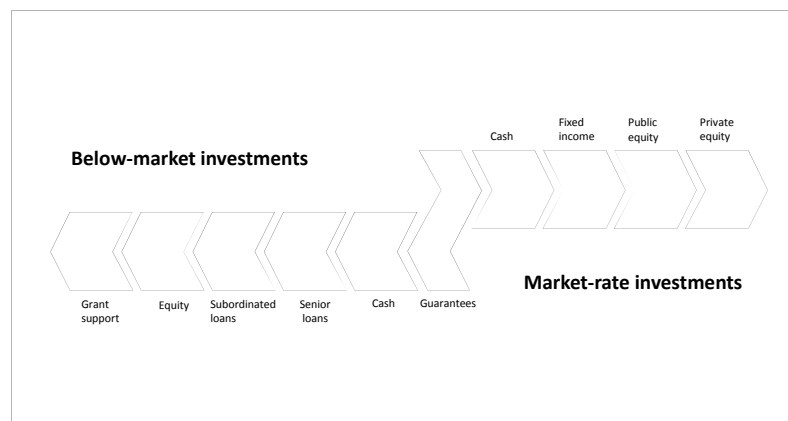 Below-market investments
Cash
Fixed
income
Public
equity
Private
equity
Grant
support
Equity
Subordinated
loans
Senior
loans
Cash
Guarantees
Market-rate investments